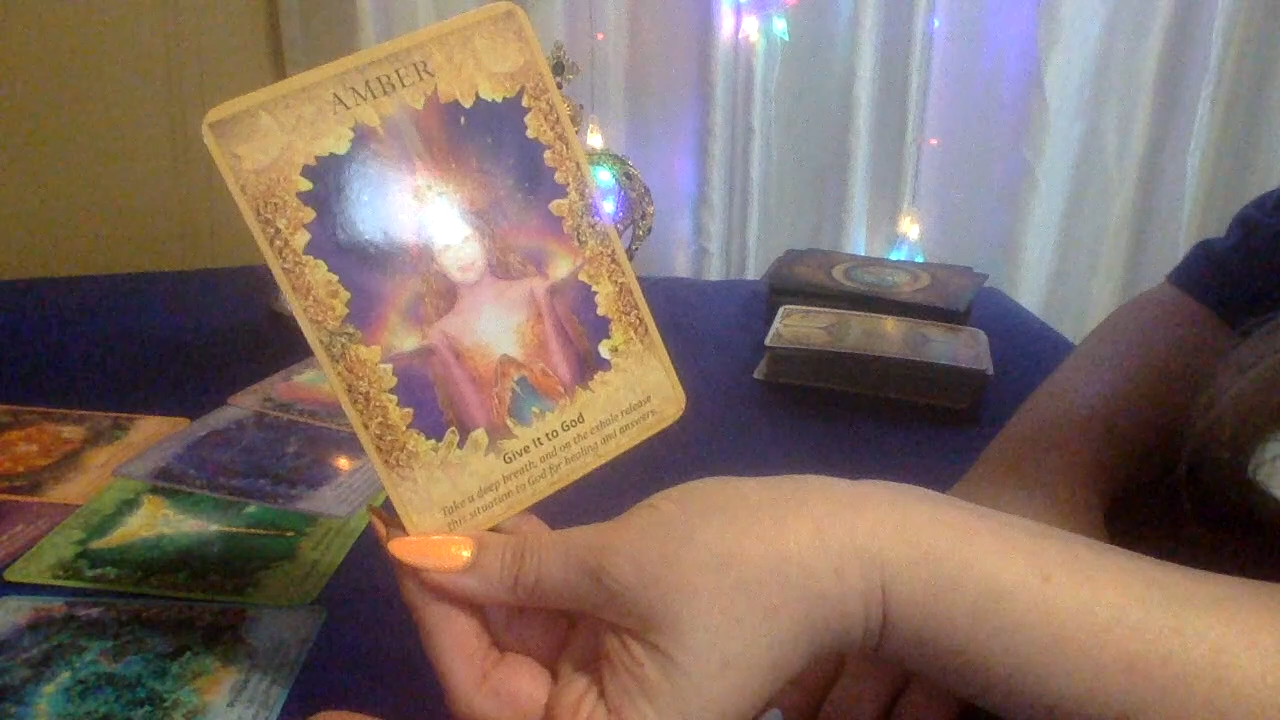 AMBER
Give It to God
Take a deep breath, and on the exhale release
this situation to God for healing and answers.